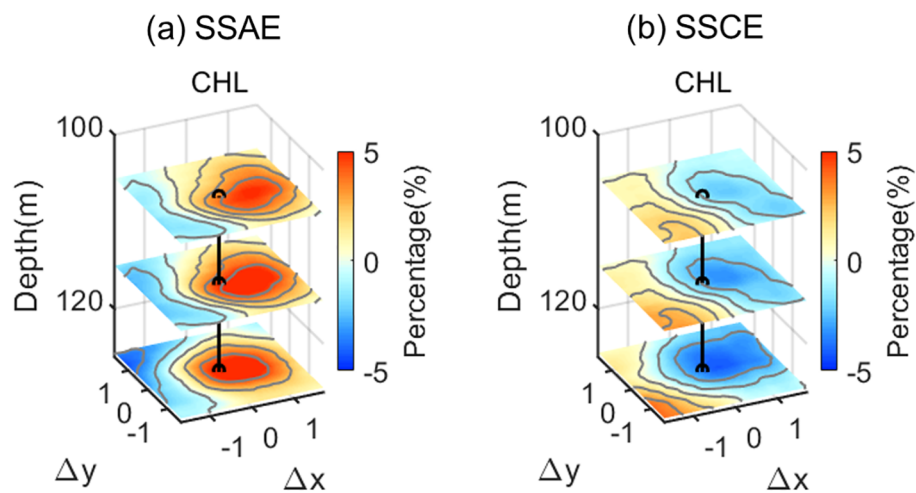 (a) SSAE
CHL
100
120
Depth(m)
1
0
-1
Δy
-1
0
1
Δx
5
0
-5
Percentage(%)
(b) SSCE
CHL
100
120
Depth(m)
1
0
-1
Δy
-1
0
1
Δx
5
0
-5
Percentage(%)